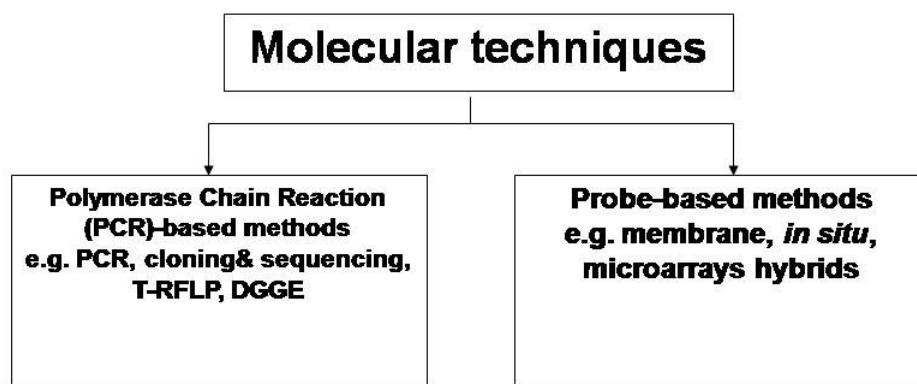 Molecular techniques
Polymerase Chain Reaction
(PCR)-based methods
e.g. PCR, cloning& sequencing,
T-RFLP, DGGE
Probe-based methods
e.g. membrane, in situ,
microarrays hybrids